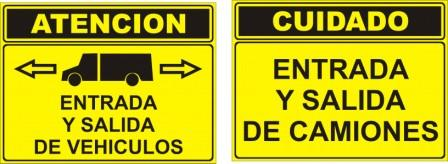 ATENCION
ENTRADA
Y SALIDA
DE VEHICULOS
CUIDADO
ENTRADA
Y SALIDA
DE CAMIONES